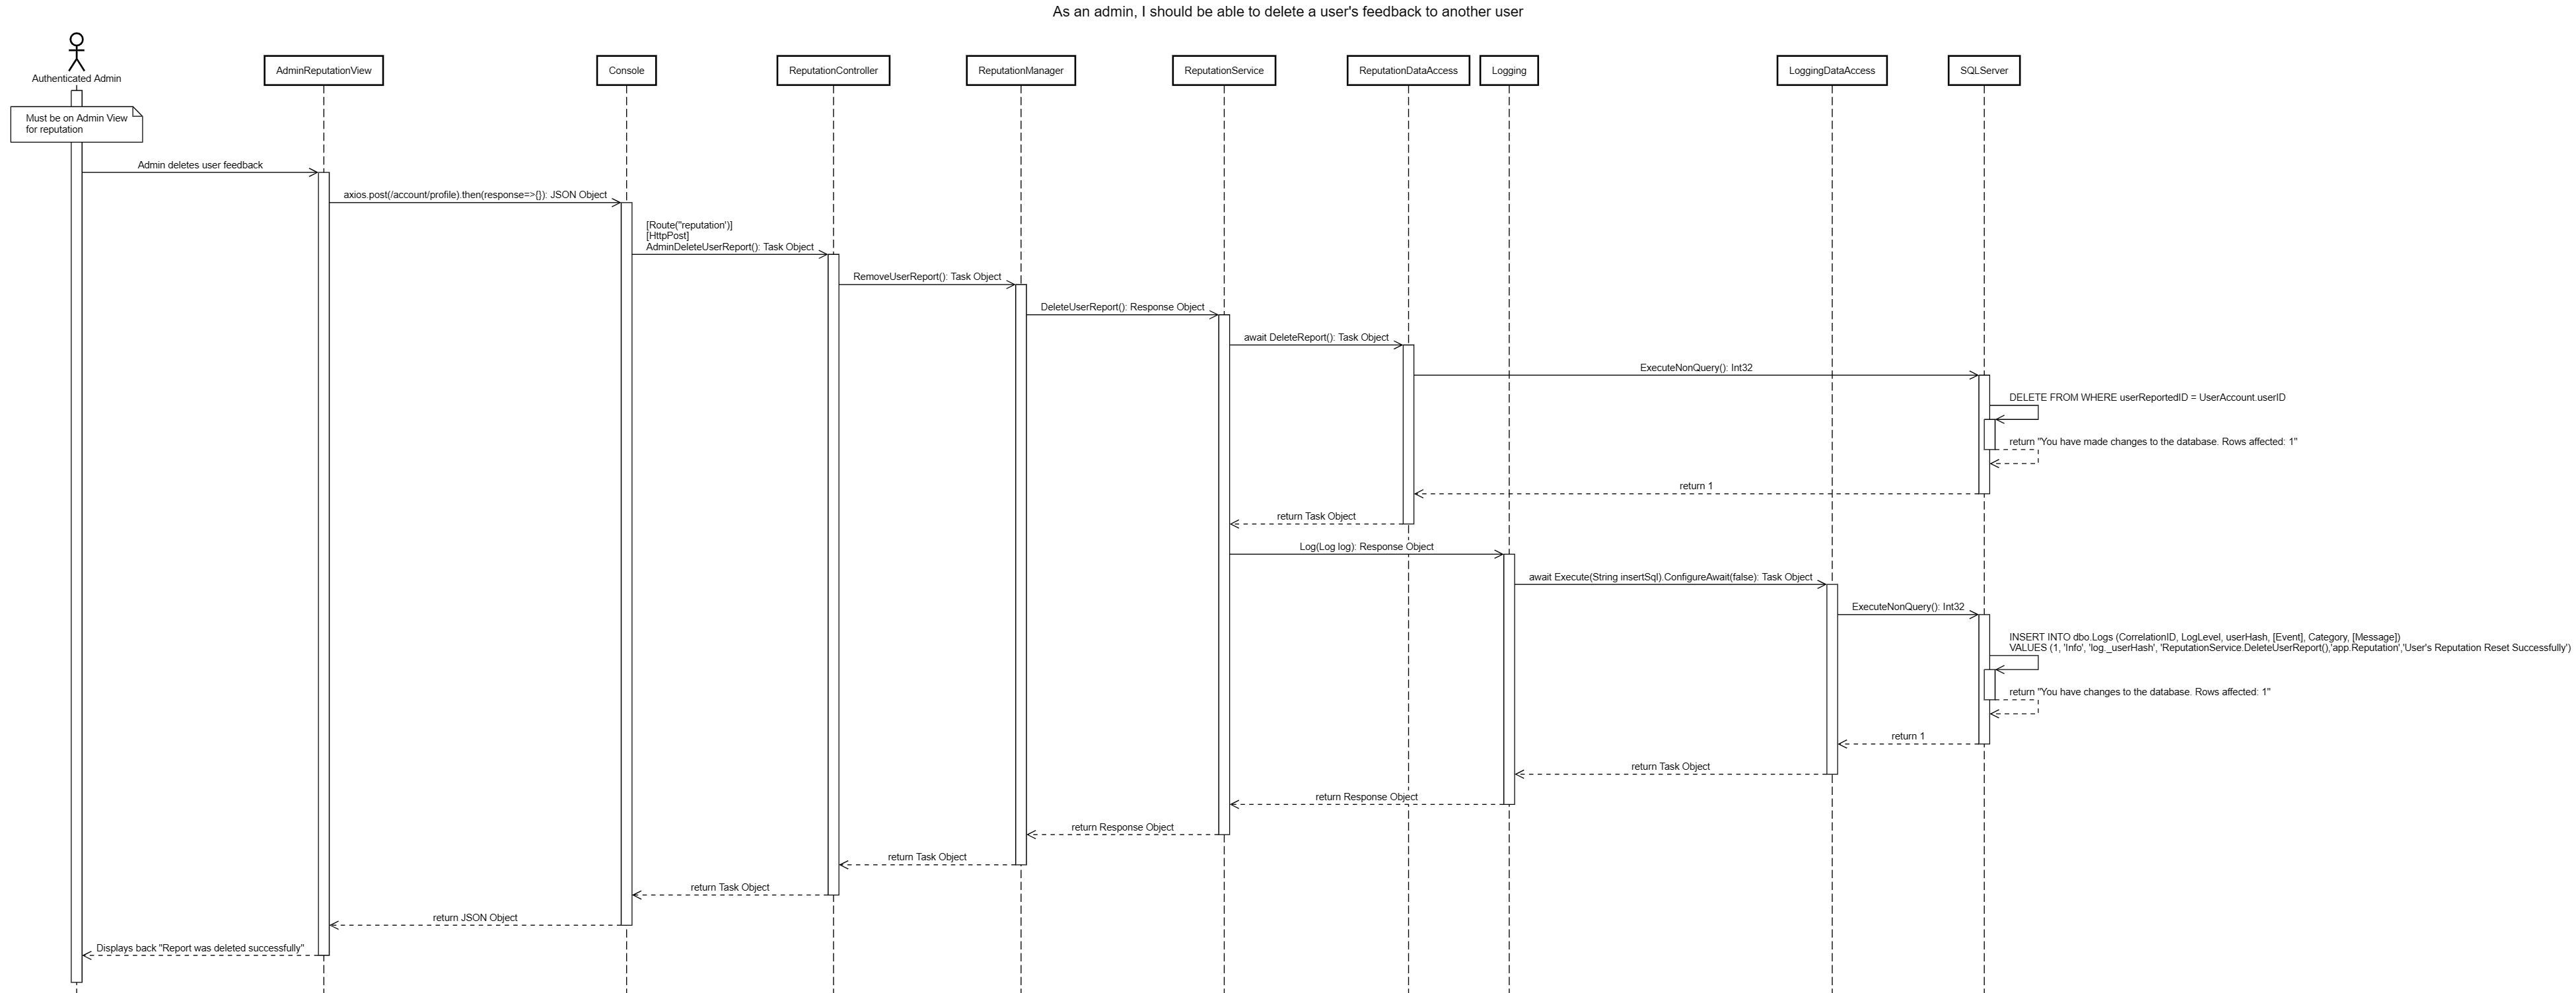 As an admin, I should be able to delete a user's feedback to another user
Authenticated Admin
AdminReputationView
Console
ReputationController
ReputationManager
ReputationService
ReputationDataAccess
Logging
LoggingDataAccess
SQLServer
Must be on Admin View
for reputation
Admin deletes user feedback
axios.post(/account/profile).then(response=>{}): JSON Object
[Route("reputation')]
[HttpPost]
AdminDeleteUserReport(): Task Object
RemoveUserReport(): Task Object
DeleteUserReport(): Response Object
await DeleteReport(): Task Object
ExecuteNonQuery(): Int32
DELETE FROM WHERE userReportedID = UserAccount.userID
return "You have made changes to the database. Rows affected: 1"
return 1
return Task Object
Log(Log log): Response Object
await Execute(String insertSql).ConfigureAwait(false): Task Object
ExecuteNonQuery(): Int32
INSERT INTO dbo.Logs (CorrelationID, LogLevel, userHash, [Event], Category, [Message])
VALUES (1, 'Info', 'log._userHash', 'ReputationService.DeleteUserReport(),'app.Reputation','User's Reputation Reset Successfully')
return "You have changes to the database. Rows affected: 1"
return 1
return Task Object
return Response Object
return Response Object
return Task Object
return Task Object
return JSON Object
Displays back "Report was deleted successfully"